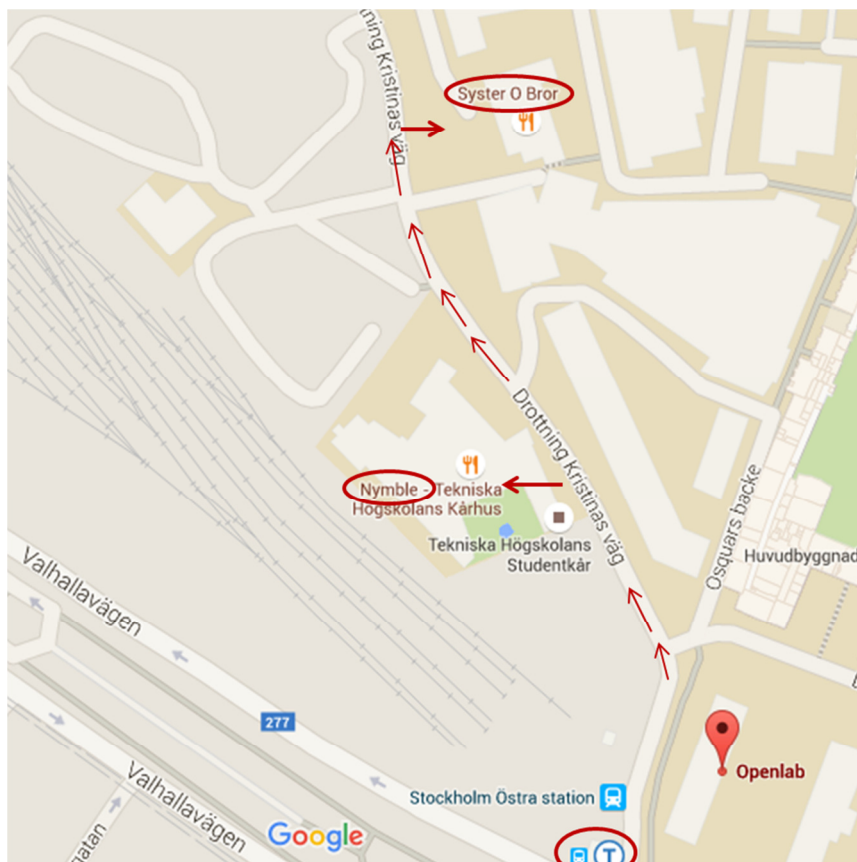 Drottning Kristinas väg
Syster O Bror
Drottning Kristinas väg
Nymble - Tekniska
Högskolans Kårhus
Tekniska Högskolans
Studentkår
Osquars backe
Huvudbyggnad
Valhallavägen
277
Openlab
Stockholm Östra station
Valhallavägen
Google
T
gatan